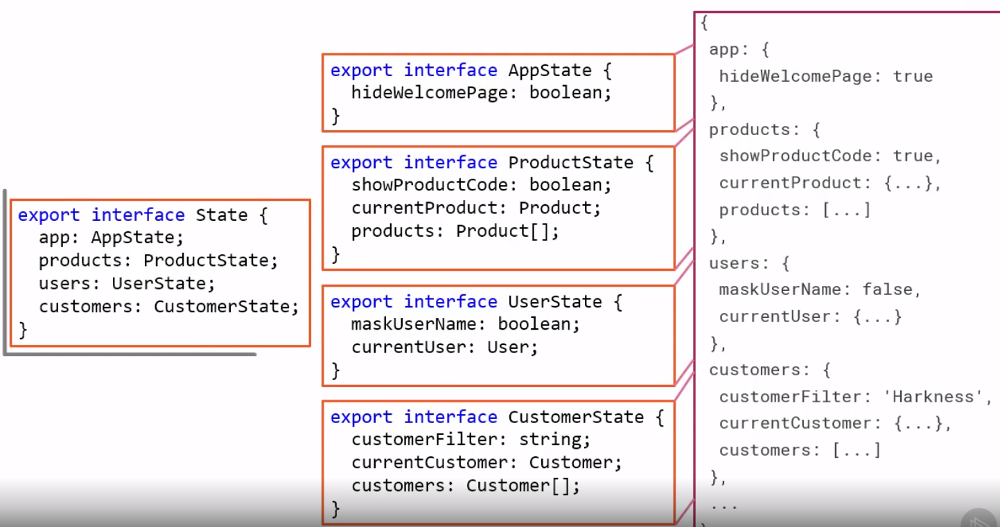 export interface State {
app: AppState;
products: ProductState;
users: UserState;
customers: CustomerState;
}
export interface AppState {
hideWelcomePage: boolean;
}
export interface ProductState {
showProductCode: boolean;
currentProduct: Product;
products: Product[];
}
export interface UserState {
maskUserName: boolean;
currentUser: User;
}
export interface CustomerState {
customerFilter: string;
currentCustomer: Customer;
customers: Customer[];
}
{
app: {
hideWelcomePage: true
},
products: {
showProductCode: true,
currentProduct: {...},
products: [...]
},
users: {
maskUserName: false,
currentUser: {...}
},
customers: {
customerFilter: 'Harkness',
currentCustomer: {...},
customers: [...]
},
...
}